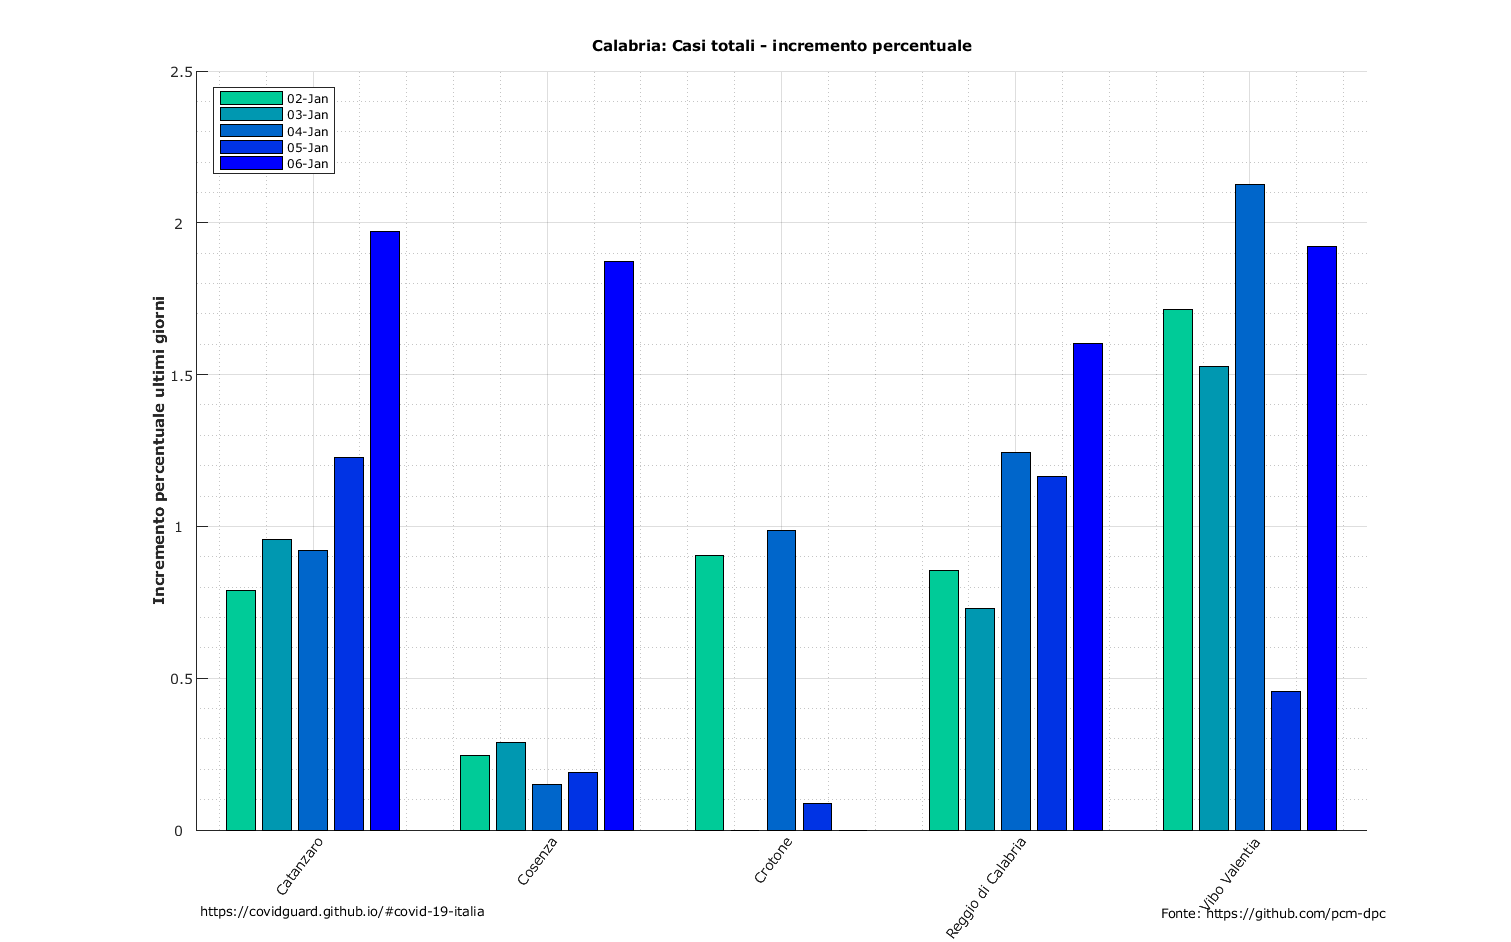 Calabria: Casi totali - incremento percentuale
2.5
2
1.5
1
0.5
0
Incremento percentuale ultimi giorni
02-Jan
03-Jan
04-Jan
05-Jan
06-Jan
Catanzaro
Cosenza
Crotone
Reggio di Calabria
Vibo Valentia
https://covidguard.github.io/#covid-19-italia
Fonte: https://github.com/pcm-dpc